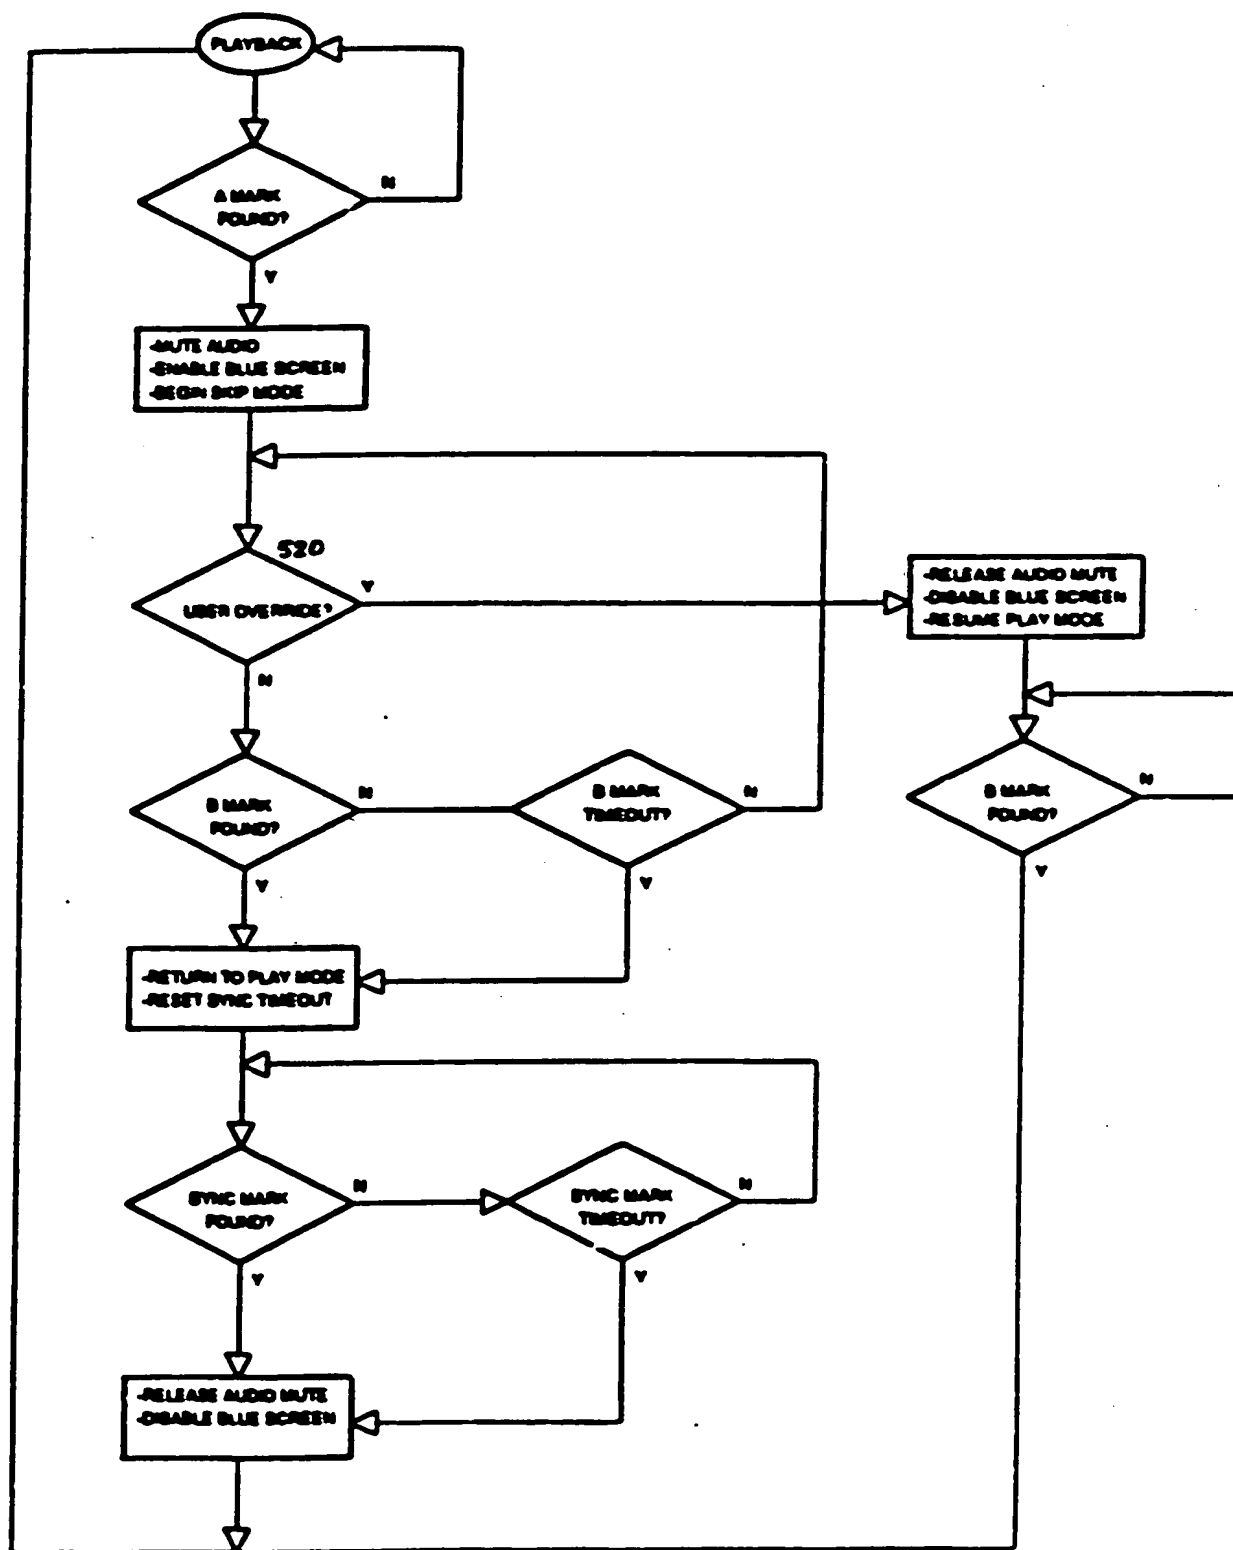 PLAYBACK
A MARK
FOUND?
N
Y
-MUTE AUDIO
-ENABLE BLUE SCREEN
-BEGIN SKIP MODE
520
USER OVERRIDE?
Y
N
-RELEASE AUDIO MUTE
-DISABLE BLUE SCREEN
-RESUME PLAY MODE
B MARK
FOUND?
N
Y
B MARK
TIMEOUT?
N
Y
B MARK
FOUND?
N
Y
-RETURN TO PLAY MODE
-RESET SYNC TIMEOUT
SYNC MARK
FOUND?
N
Y
SYNC MARK
TIMEOUT?
N
Y
-RELEASE AUDIO MUTE
-DISABLE BLUE SCREEN